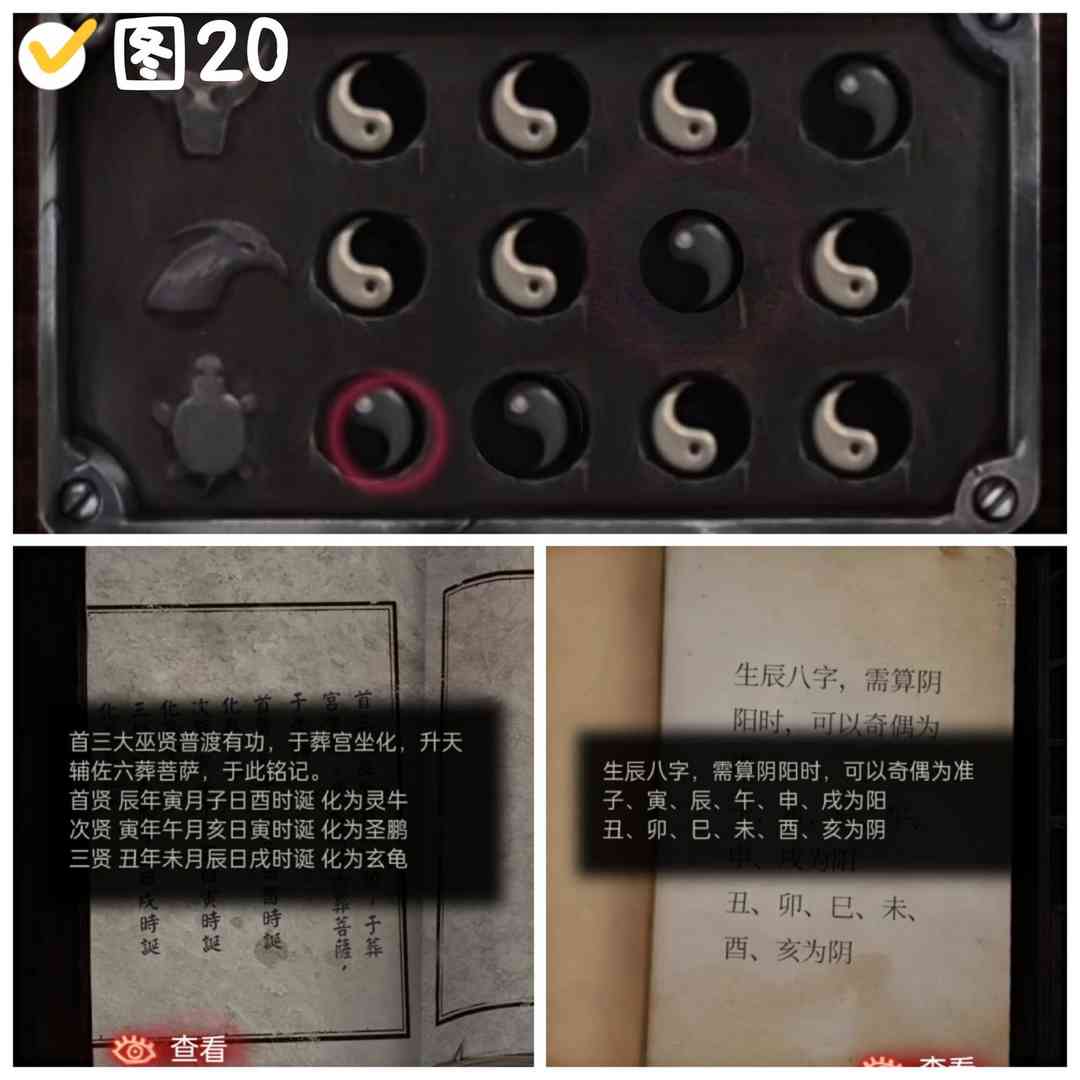 图20
首三大巫贤普渡有功，于葬宫坐化，升天
辅佐六葬菩萨，于此铭记。
首贤 辰年寅月子日酉时诞 化为灵牛
次贤 寅年午月亥日寅时诞 化为圣鹏
三贤 丑年未月辰日戌时诞 化为玄龟
查看
生辰八字，需算阴
阳时，可以奇偶为
生辰八字，需算阴阳时，可以奇偶为准
子、寅、辰、午、申、戌为阳
丑、卯、巳、未、酉、亥为阴
申、戌为阳
丑、卯、巳、未、
酉、亥为阴
查看